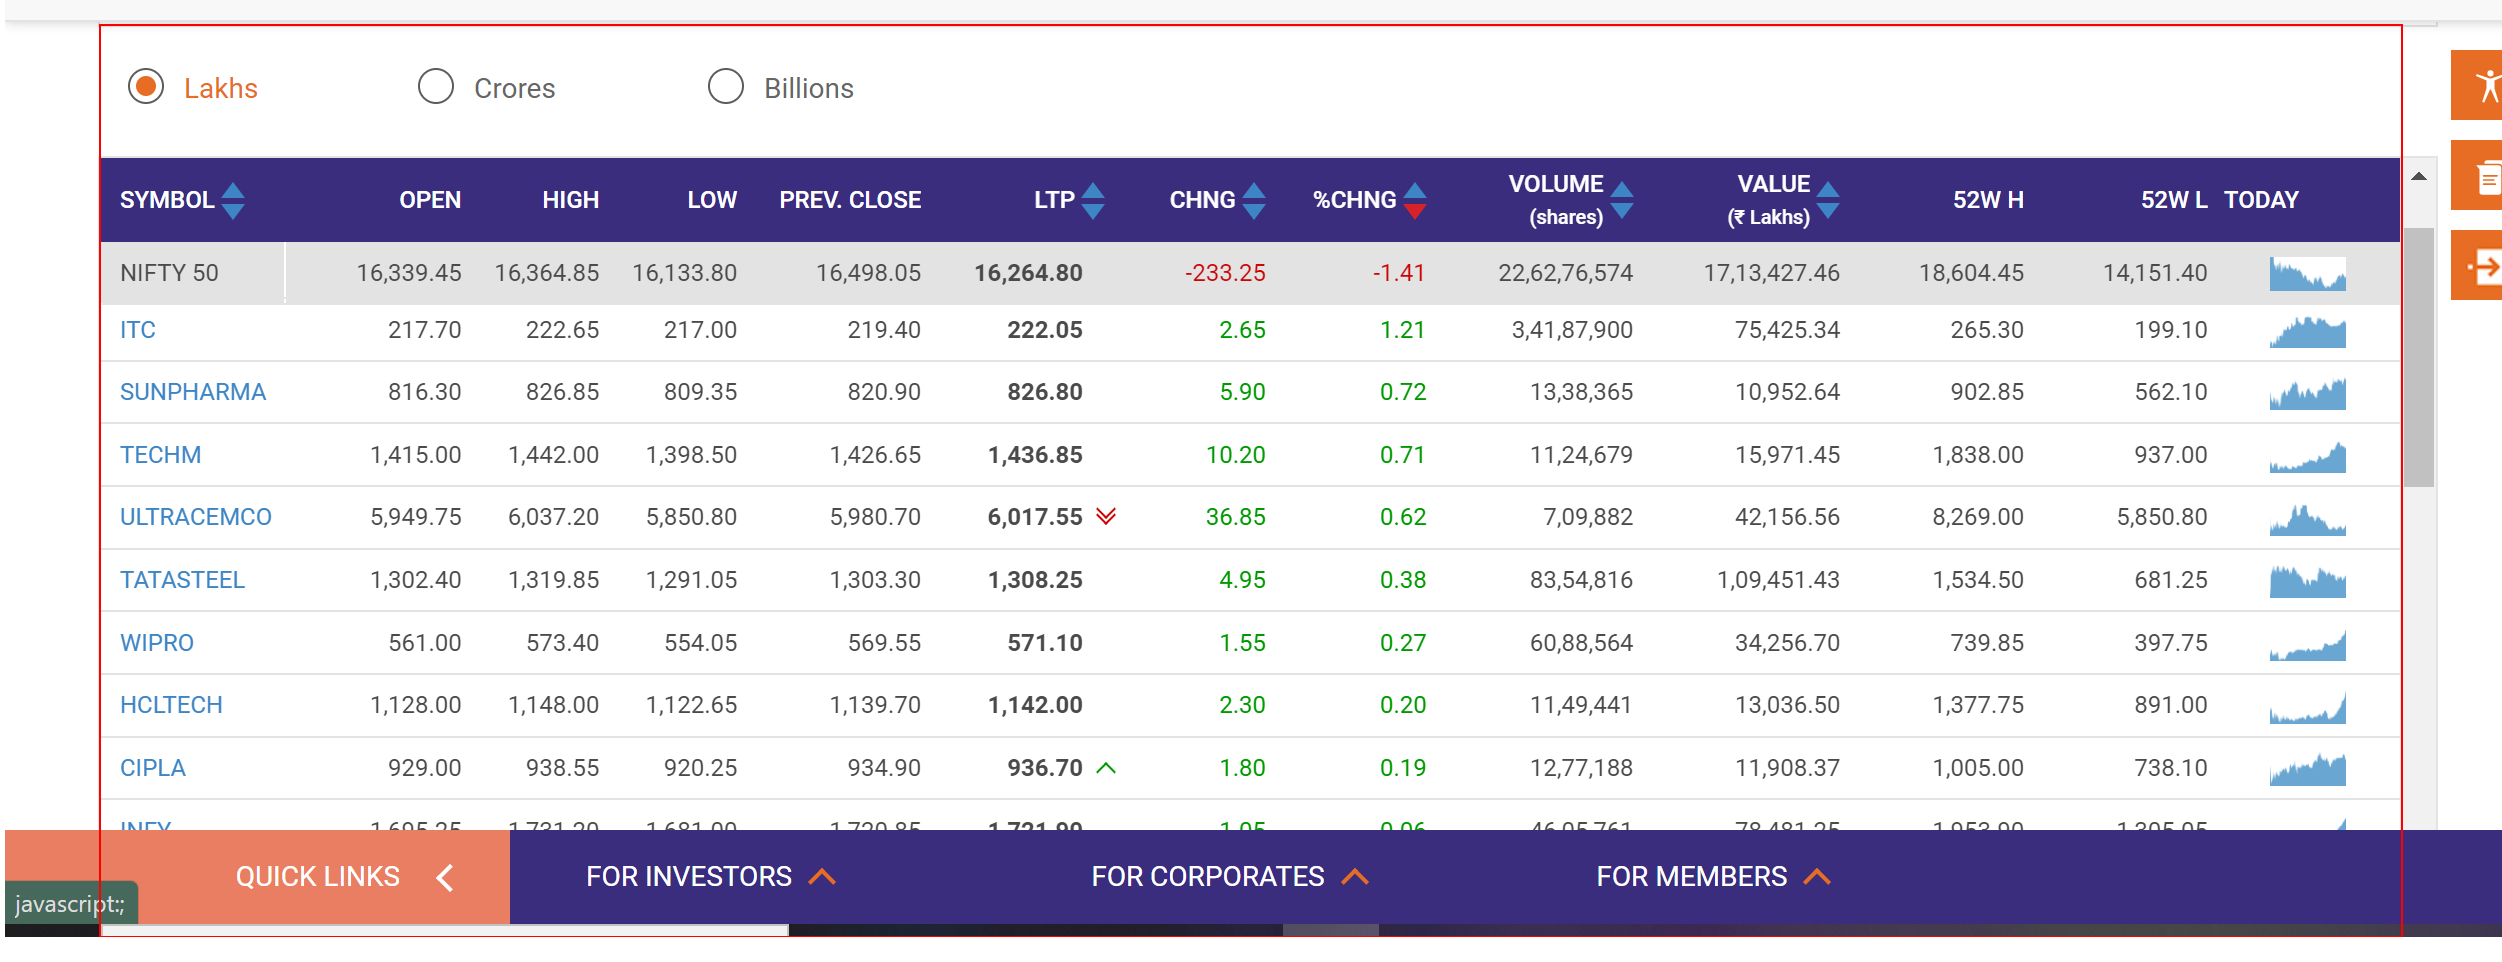 Lakhs Crores Billions
SYMBOL OPEN HIGH LOW PREV. CLOSE LTP CHNG %CHNG VOLUME (shares) VALUE (₹ Lakhs) 52W H 52W L TODAY
NIFTY 50 16,339.45 16,364.85 16,133.80 16,498.05 16,264.80 -233.25 -1.41 22,62,76,574 17,13,427.46 18,604.45 14,151.40
ITC 217.70 222.65 217.00 219.40 222.05 2.65 1.21 3,41,87,900 75,425.34 265.30 199.10
SUNPHARMA 816.30 826.85 809.35 820.90 826.80 5.90 0.72 13,38,365 10,952.64 902.85 562.10
TECHM 1,415.00 1,442.00 1,398.50 1,426.65 1,436.85 10.20 0.71 11,24,679 15,971.45 1,838.00 937.00
ULTRACEMCO 5,949.75 6,037.20 5,850.80 5,980.70 6,017.55 36.85 0.62 7,09,882 42,156.56 8,269.00 5,850.80
TATASTEEL 1,302.40 1,319.85 1,291.05 1,303.30 1,308.25 4.95 0.38 83,54,816 1,09,451.43 1,534.50 681.25
WIPRO 561.00 573.40 554.05 569.55 571.10 1.55 0.27 60,88,564 34,256.70 739.85 397.75
HCLTECH 1,128.00 1,148.00 1,122.65 1,139.70 1,142.00 2.30 0.20 11,49,441 13,036.50 1,377.75 891.00
CIPLA 929.00 938.55 920.25 934.90 936.70 1.80 0.19 12,77,188 11,908.37 1,005.00 738.10
QUICK LINKS FOR INVESTORS FOR CORPORATES FOR MEMBERS
javascript:;